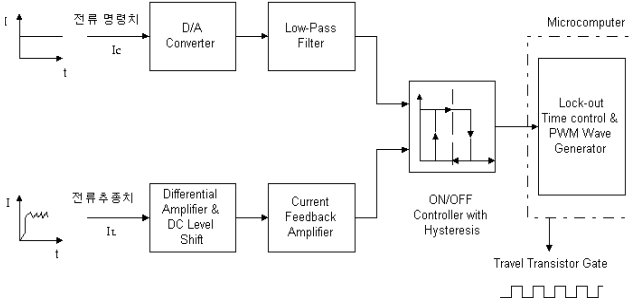 I
t
전류 명령치
Ic
D/A
Converter
Low-Pass
Filter
Microcomputer
Lock-out
Time control &
PWM Wave
Generator
ON/OFF
Controller with
Hysteresis
I
t
전류추종치
IL
Differential
Amplifier &
DC Level
Shift
Current
Feedback
Amplifier
Travel Transistor Gate